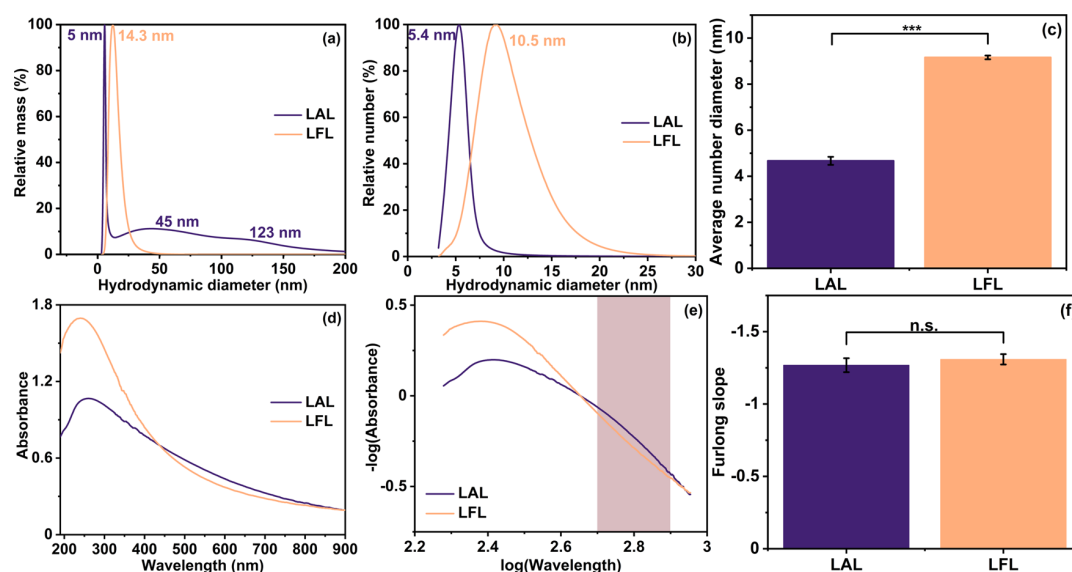 5 nm
14.3 nm
(a)
45 nm
123 nm
LAL
LFL
Relative mass (%)
0
20
40
60
80
100
0
50
100
150
200
Hydrodynamic diameter (nm)
5.4 nm
10.5 nm
(b)
LAL
LFL
Relative number (%)
0
20
40
60
80
100
0
5
10
15
20
25
30
Hydrodynamic diameter (nm)
(c)
***
Average number diameter (nm)
0
2
4
6
8
10
LAL
LFL
(d)
LAL
LFL
Absorbance
0
0.6
1.2
1.8
200
300
400
500
600
700
800
900
Wavelength (nm)
(e)
LAL
LFL
-log(Absorbance)
0.5
0
-0.5
2.2
2.4
2.6
2.8
3
log(Wavelength)
(f
n.s.
Furlong slope
-1.5
-1
-0.5
0
LAL
LFL